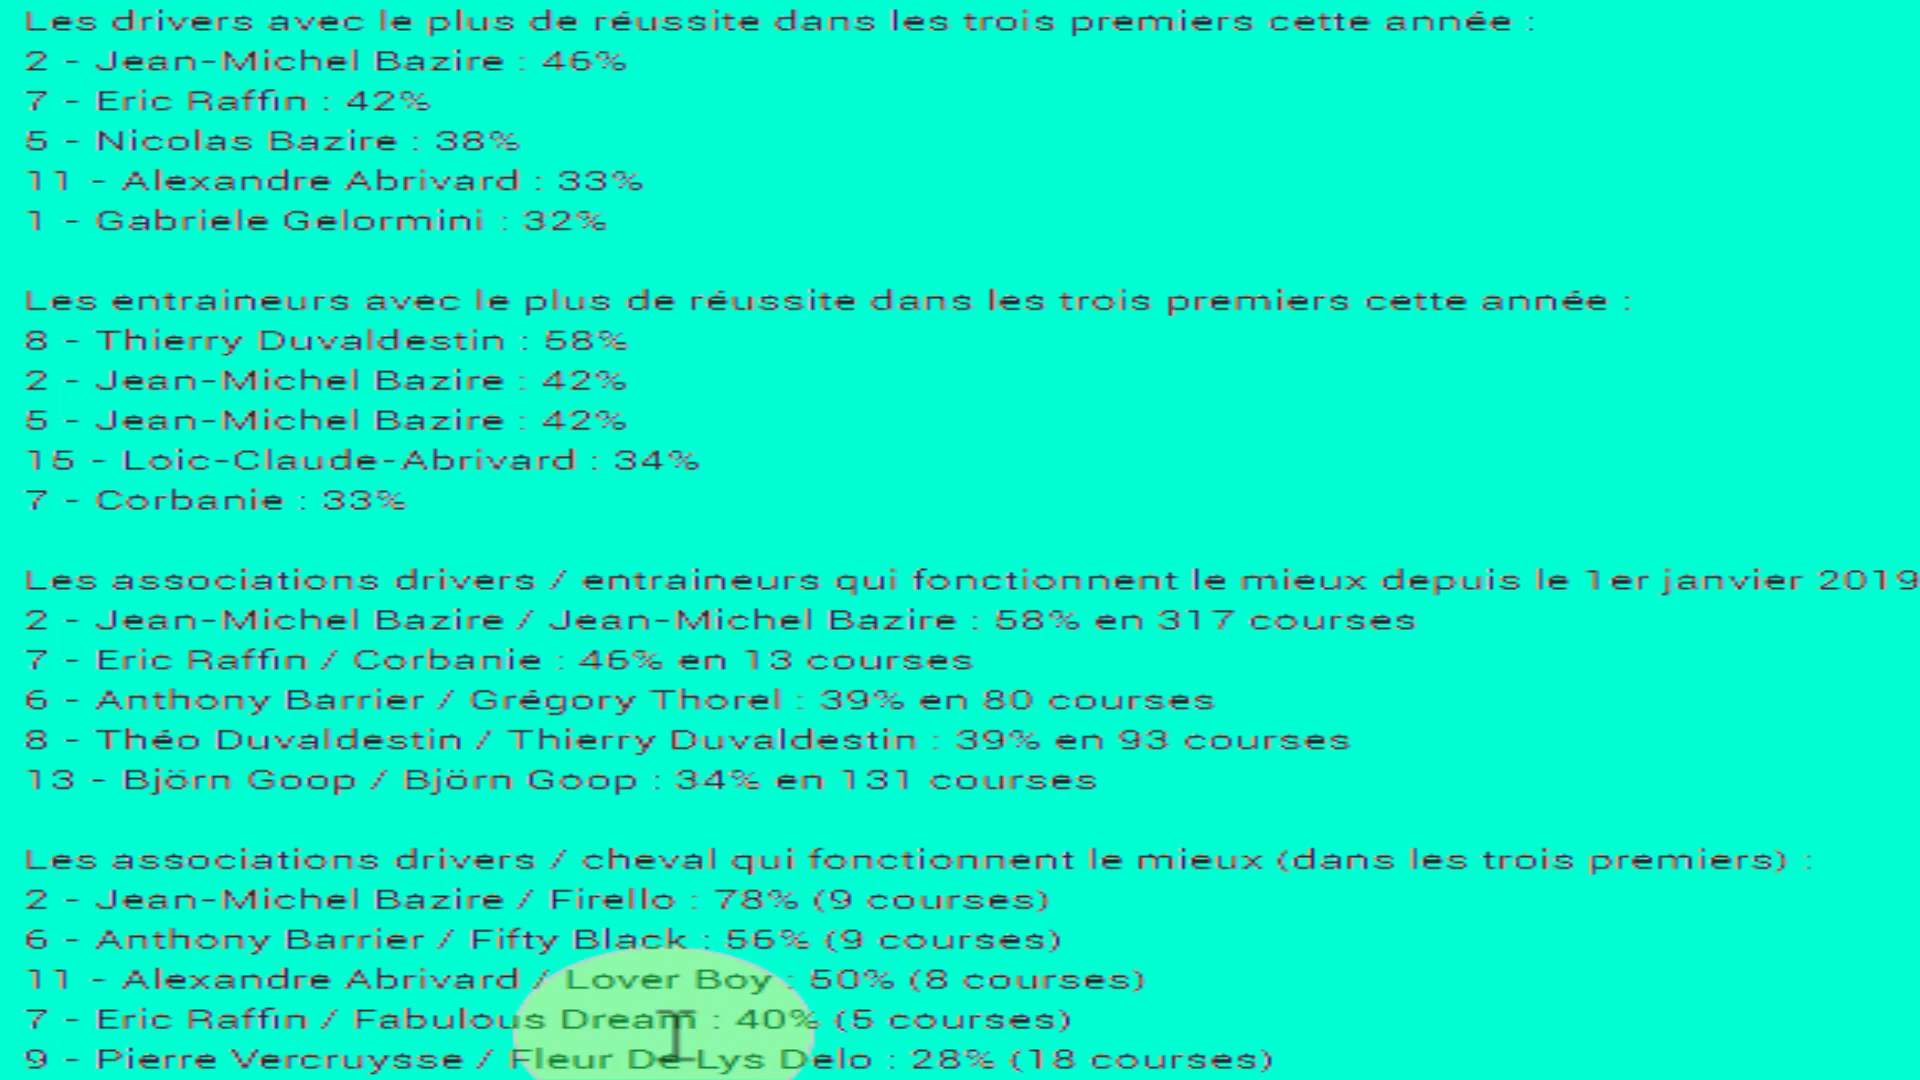 Les drivers avec le plus de réussite dans les trois premiers cette année :
2 - Jean-Michel Bazire : 46%
7 - Eric Raffin : 42%
5 - Nicolas Bazire : 38%
11 - Alexandre Abrivard : 33%
1 - Gabriele Gelormini : 32%
Les entraineurs avec le plus de réussite dans les trois premiers cette année :
8 - Thierry Duvaldestin : 58%
2 - Jean-Michel Bazire : 42%
5 - Jean-Michel Bazire : 42%
15 - Loic-Claude-Abrivard : 34%
7 - Corbanie : 33%
Les associations drivers / entraineurs qui fonctionnent le mieux depuis le 1er janvier 2019
2 - Jean-Michel Bazire / Jean-Michel Bazire : 58% en 317 courses
7 - Eric Raffin / Corbanie : 46% en 13 courses
6 - Anthony Barrier / Grégory Thorel : 39% en 80 courses
8 - Théo Duvaldestin / Thierry Duvaldestin : 39% en 93 courses
13 - Björn Goop / Björn Goop : 34% en 131 courses
Les associations drivers / cheval qui fonctionnent le mieux (dans les trois premiers) :
2 - Jean-Michel Bazire / Firello : 78% (9 courses)
6 - Anthony Barrier / Fifty Black : 56% (9 courses)
11 - Alexandre Abrivard / Lover Boy : 50% (8 courses)
7 - Eric Raffin / Fabulous Dream : 40% (5 courses)
9 - Pierre Vercruysse / Fleur De Lys Delo : 28% (18 courses)